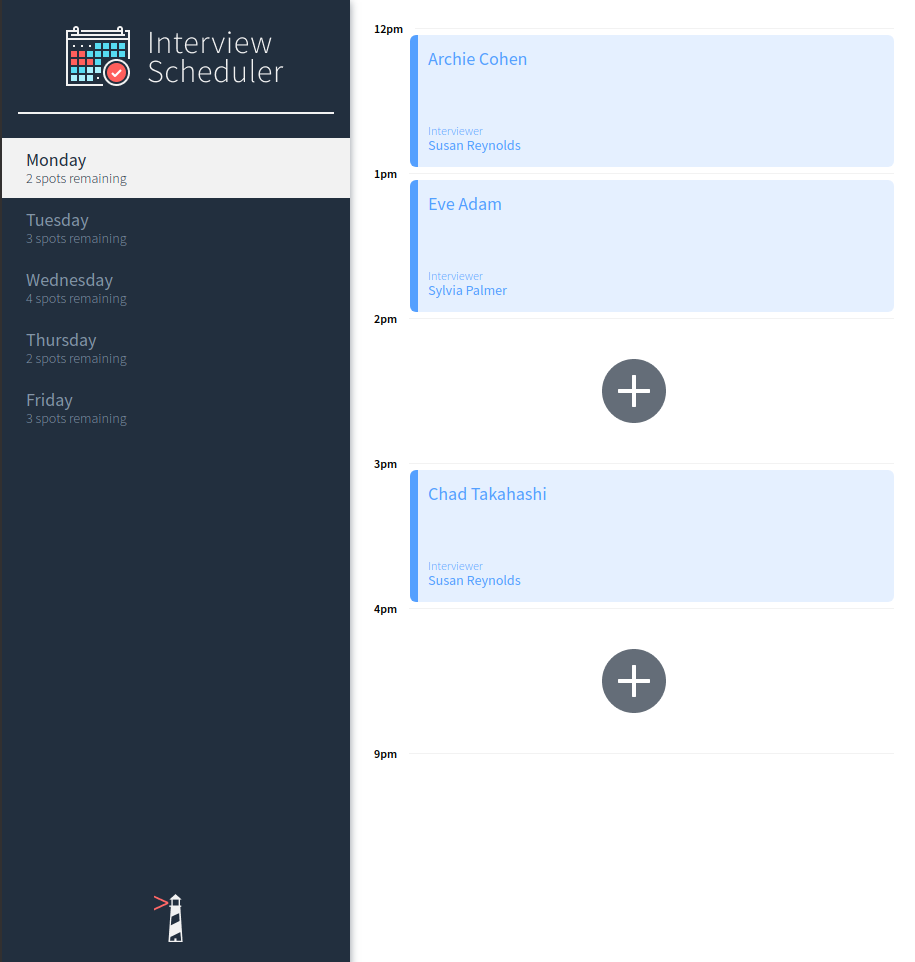 Interview
Scheduler
Monday
2 spots remaining
Tuesday
3 spots remaining
Wednesday
4 spots remaining
Thursday
2 spots remaining
Friday
3 spots remaining
12pm
Archie Cohen
Interviewer
Susan Reynolds
1pm
Eve Adam
Interviewer
Sylvia Palmer
2pm
3pm
Chad Takahashi
Interviewer
Susan Reynolds
4pm
9pm